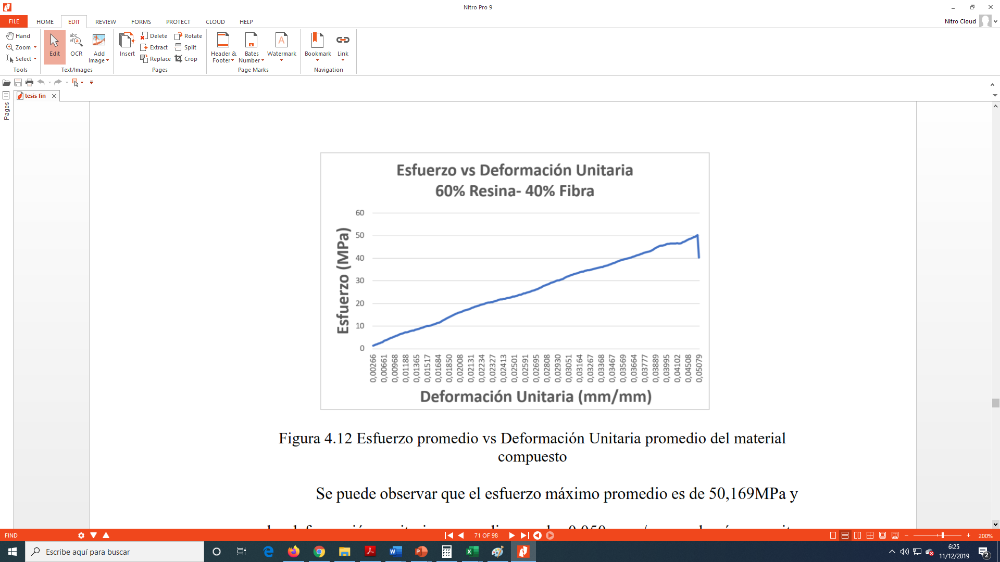 Nitro Pro 9
FILE HOME EDIT REVIEW FORMS PROTECT CLOUD HELP
Nitro Cloud
Hand
Zoom
Select
Tools
Edit
OCR
Add
Image
Text/Images
Insert
Delete
Extract
Replace
Rotate
Split
Crop
Pages
Header &
Footer
Bates
Number
Watermark
Page Marks
Bookmark
Link
Navigation
tesis fin
Pages
Esfuerzo vs Deformación Unitaria
60% Resina- 40% Fibra
Esfuerzo (MPa)
60
50
40
30
20
10
0
0,00266
0,00661
0,00968
0,01188
0,01365
0,01517
0,01684
0,01850
0,02008
0,02131
0,02234
0,02327
0,02413
0,02501
0,02591
0,02695
0,02808
0,02930
0,03051
0,03164
0,03267
0,03368
0,03467
0,03569
0,03664
0,03777
0,03889
0,03995
0,04102
0,04508
0,05079
Deformación Unitaria (mm/mm)
Figura 4.12 Esfuerzo promedio vs Deformación Unitaria promedio del material
compuesto
Se puede observar que el esfuerzo máximo promedio es de 50,169MPa y
FIND
71 OF 98
200%
Escribe aquí para buscar
6:25
11/12/2019
2